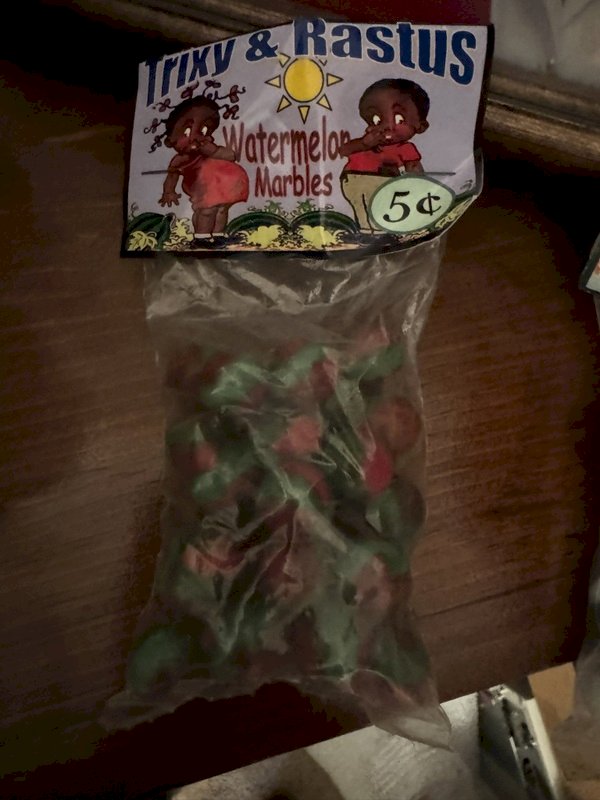 Trixy & Rastus
Watermelon
Marbles
5¢